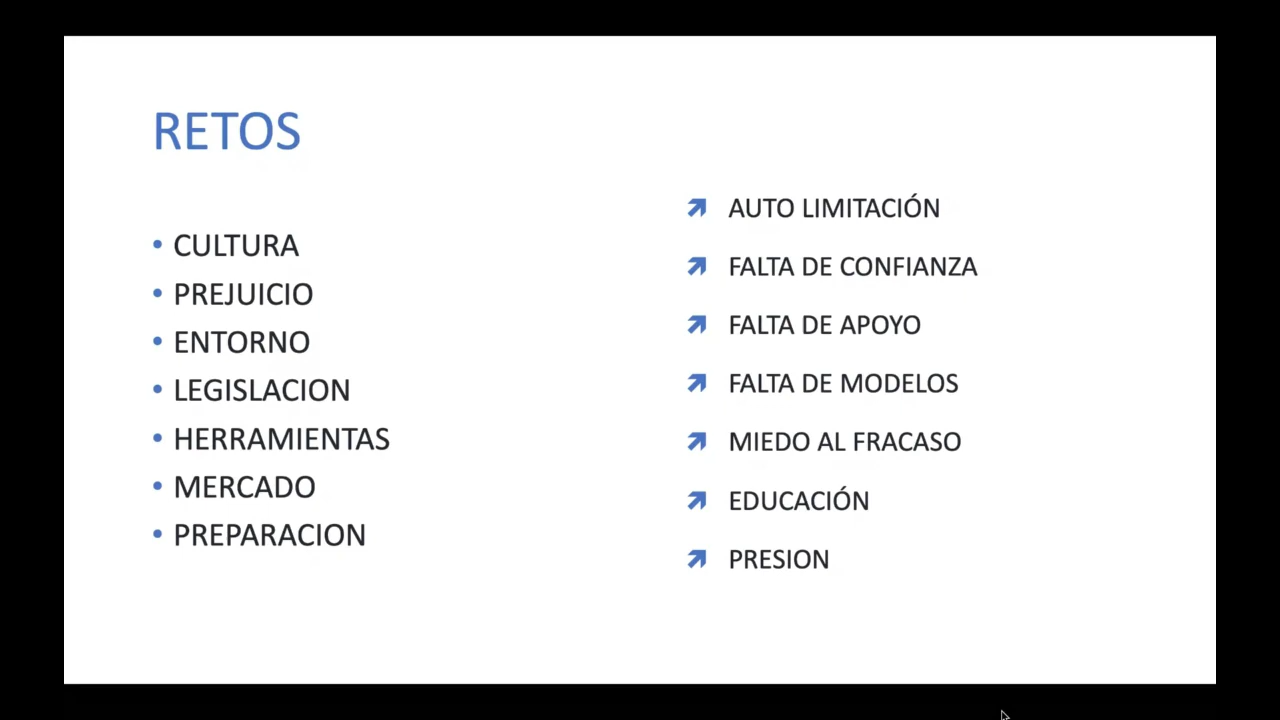 RETOS
CULTURA
PREJUICIO
ENTORNO
LEGISLACION
HERRAMIENTAS
MERCADO
PREPARACION
AUTO LIMITACIÓN
FALTA DE CONFIANZA
FALTA DE APOYO
FALTA DE MODELOS
MIEDO AL FRACASO
EDUCACIÓN
PRESION